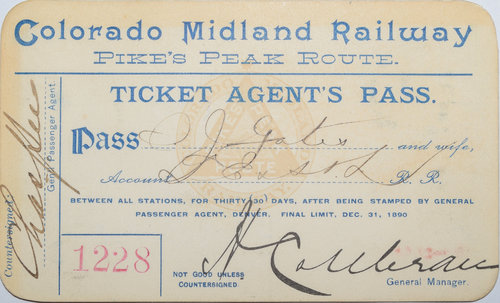 Colorado Midland Railway
PIKE'S PEAK ROUTE.
TICKET AGENT'S PASS.
Pass C J Gates and wife,
Account R. R.
BETWEEN ALL STATIONS, FOR THIRTY (30) DAYS, AFTER BEING STAMPED BY GENERAL
PASSENGER AGENT, DENVER. FINAL LIMIT, DEC. 31, 1890
1228
NOT GOOD UNLESS
COUNTERSIGNED
General Manager.
Countersigned
Genl Passenger Agent